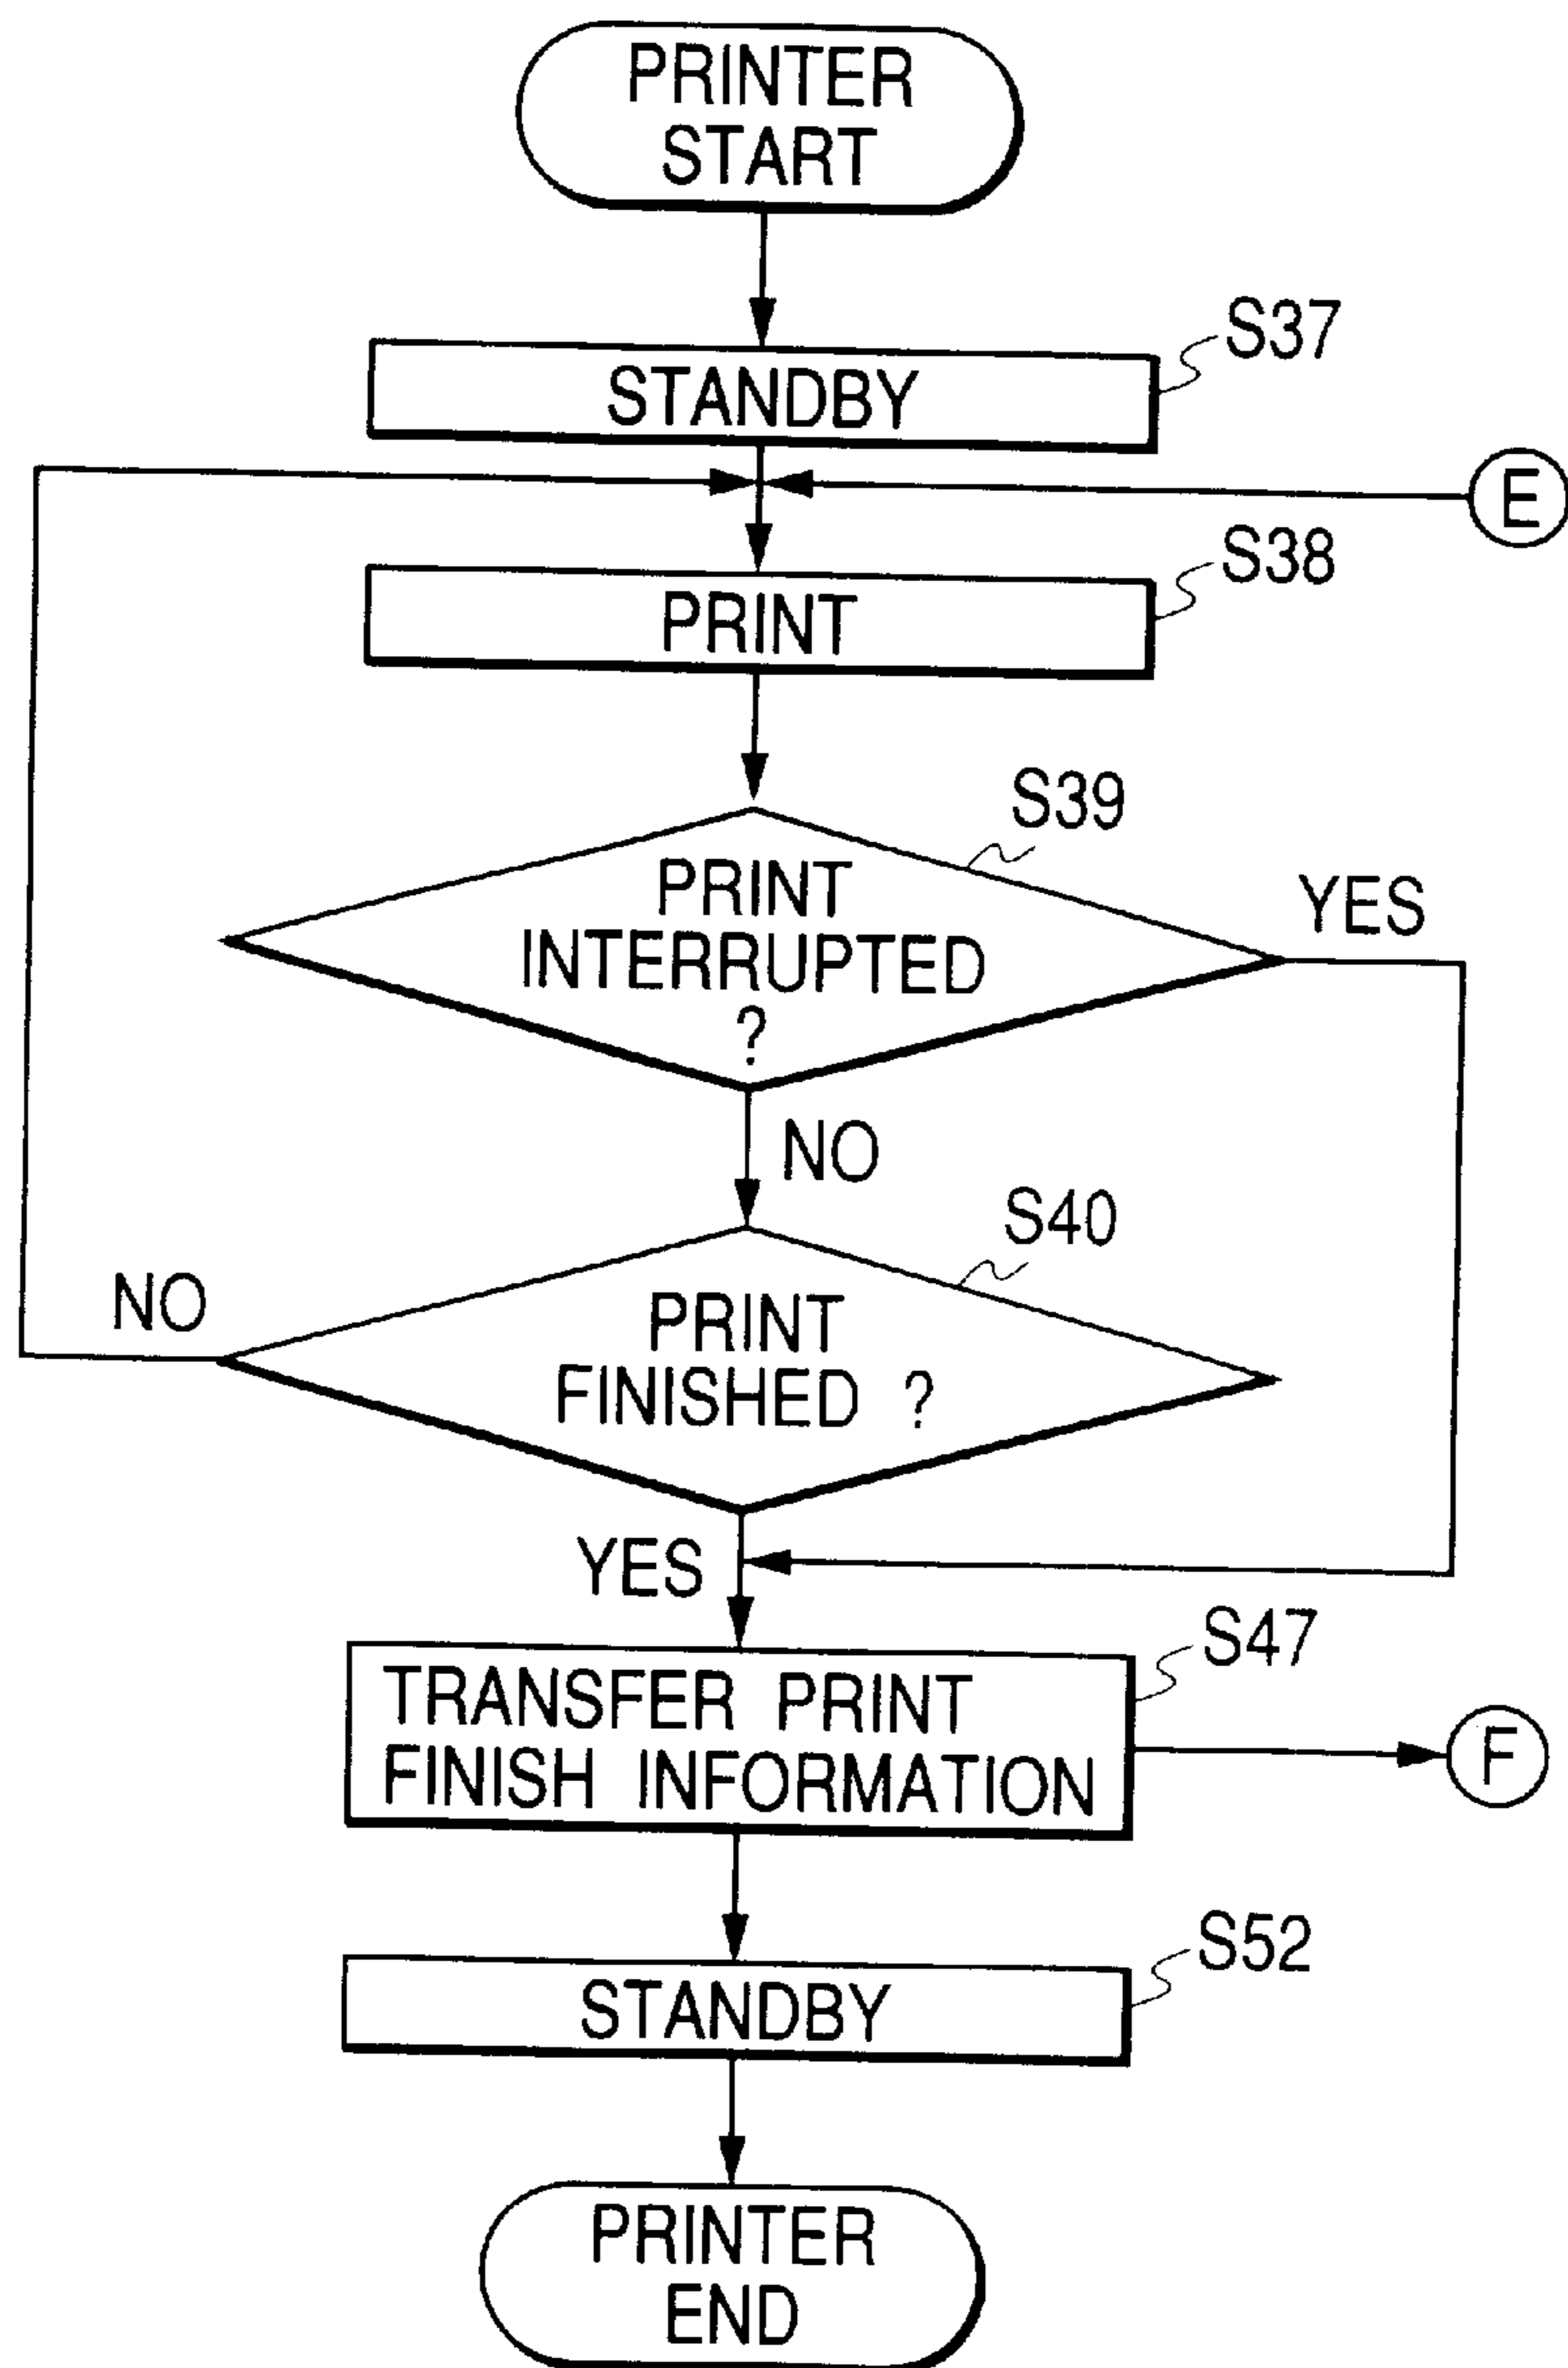 PRINTER
START
S37
STANDBY
E
S38
PRINT
S39
PRINT
INTERRUPTED
?
YES
NO
S40
NO
PRINT
FINISHED ?
YES
S47
TRANSFER PRINT
FINISH INFORMATION
F
S52
STANDBY
PRINTER
END